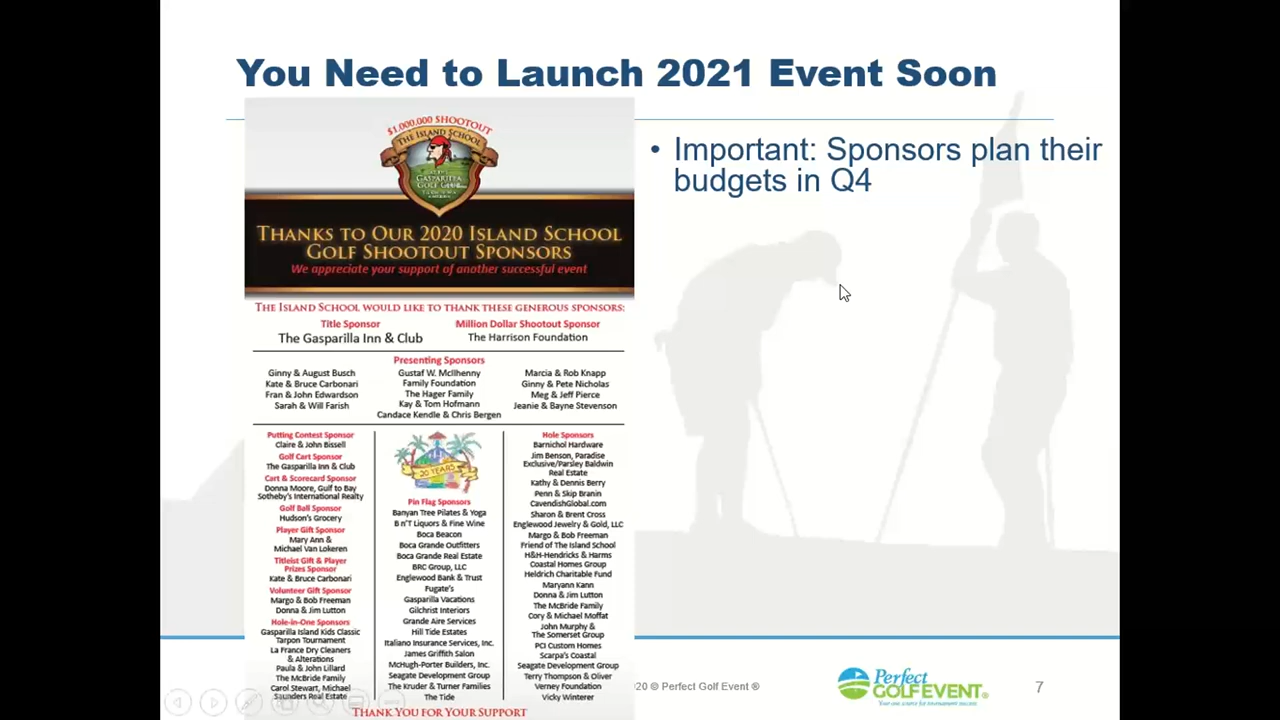 You Need to Launch 2021 Event Soon
$1,000,000 SHOOTOUT
THE ISLAND SCHOOL
GASPARILLA
GOLF CLUB
THANKS TO OUR 2020 ISLAND SCHOOL
GOLF SHOOTOUT SPONSORS
We appreciate your support of another successful event
THE ISLAND SCHOOL WOULD LIKE TO THANK THESE GENEROUS SPONSORS:
Title Sponsor
The Gasparilla Inn & Club
Million Dollar Shootout Sponsor
The Harrison Foundation
Presenting Sponsors
Ginny & August Busch
Kate & Bruce Carbonari
Fran & John Edwardson
Sarah & Will Farish
Gustaf W. McIlhenny
Family Foundation
The Hager Family
Kay & Tom Hofmann
Candace Kendle & Chris Bergen
Marcia & Rob Knapp
Ginny & Pete Nicholas
Meg & Jeff Pierce
Jeanie & Bayne Stevenson
Putting Contest Sponsor
Claire & John Bissell
Golf Cart Sponsor
The Gasparilla Inn & Club
Cart & Scorecard Sponsor
Donna Moore, Gulf to Bay
Sotheby's International Realty
Golf Ball Sponsor
Hudson's Grocery
Player Gift Sponsor
Mary Ann &
Michael Van Lokeren
Titleist Gift & Player
Prizes Sponsor
Kate & Bruce Carbonari
Volunteer Gift Sponsor
Margo & Bob Freeman
Donna & Jim Lutton
Hole-in-One Sponsors
Gasparilla Island Kids Classic
Tarpon Tournament
La France Dry Cleaners
& Alterations
Paula & John Lillard
The McBride Family
Carol Stewart, Michael
Saunders Real Estate
20 YEARS
Pin Flag Sponsors
Banyan Tree Pilates & Yoga
B n'T Liquors & Fine Wine
Boca Beacon
Boca Grande Outfitters
Boca Grande Real Estate
BRC Group, LLC
Englewood Bank & Trust
Fugate's
Gasparilla Vacations
Gilchrist Interiors
Grande Aire Services
Hill Tide Estates
Italiano Insurance Services, Inc.
James Griffith Salon
McHugh-Porter Builders, Inc.
Seagate Development Group
The Kruder & Turner Families
The Tide
Hole Sponsors
Barnichol Hardware
Jim Benson, Paradise
Exclusive/Parsley Baldwin
Real Estate
Kathy & Dennis Berry
Penn & Skip Branin
CavendishGlobal.com
Sharon & Brent Cross
Englewood Jewelry & Gold, LLC
Margo & Bob Freeman
Friend of The Island School
H&H-Hendricks & Harms
Coastal Homes Group
Heldrich Charitable Fund
Maryann Kann
Donna & Jim Lutton
The McBride Family
Cory & Michael Moffat
John Murphy &
The Somerset Group
PCI Custom Homes
Scarpa's Coastal
Seagate Development Group
Terry Thompson & Oliver
Verney Foundation
Vicky Winterer
THANK YOU FOR YOUR SUPPORT
• Important: Sponsors plan their
budgets in Q4
20 © Perfect Golf Event ®
Perfect
GOLF EVENT®
Your one source for tournament success
7